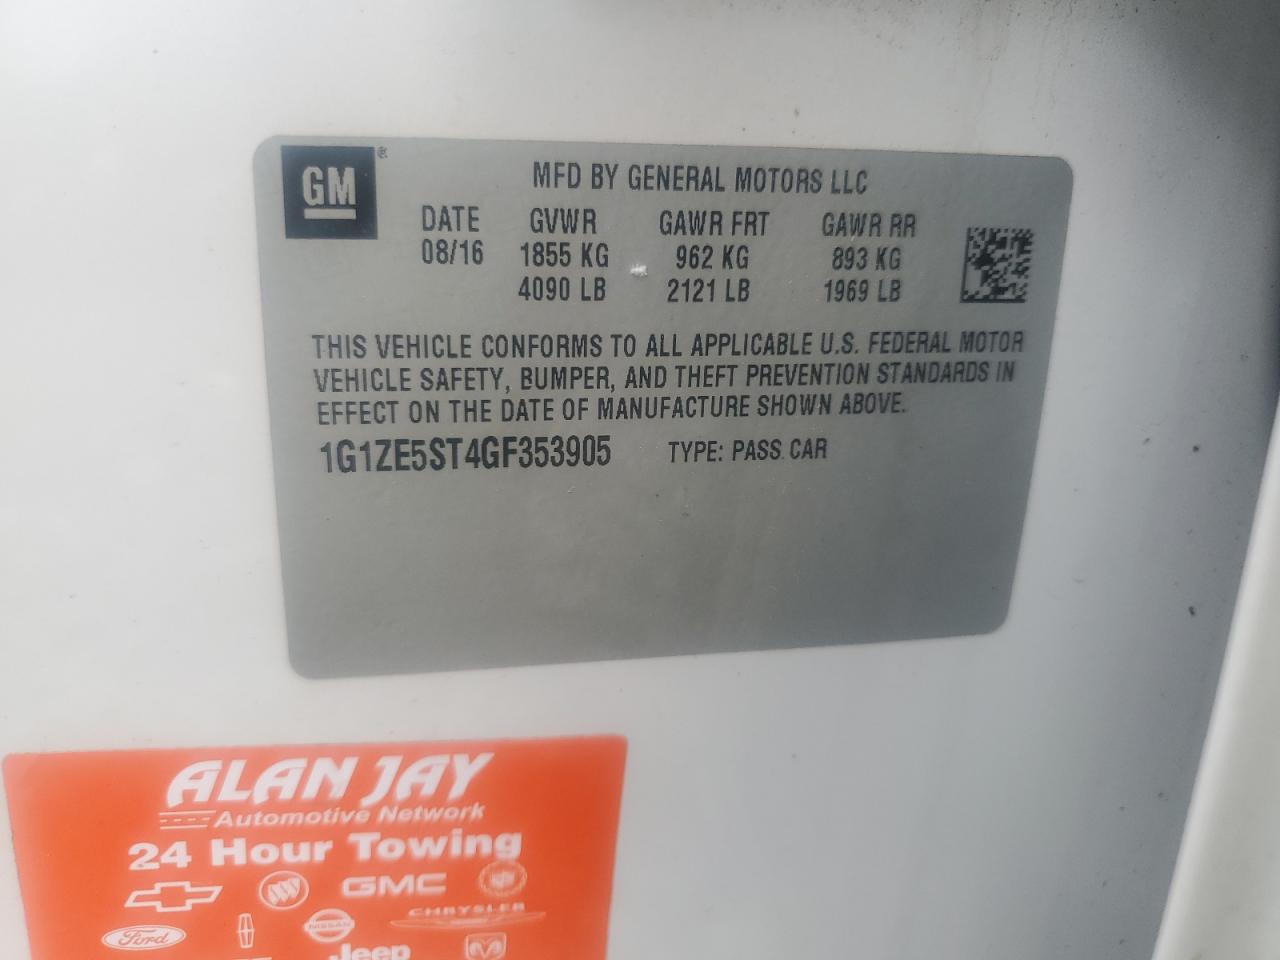 GM®
MFD BY GENERAL MOTORS LLC
DATE GVWR GAWR FRT GAWR RR
08/16 1855 KG 962 KG 893 KG
4090 LB 2121 LB 1969 LB
THIS VEHICLE CONFORMS TO ALL APPLICABLE U.S. FEDERAL MOTOR
VEHICLE SAFETY, BUMPER, AND THEFT PREVENTION STANDARDS IN
EFFECT ON THE DATE OF MANUFACTURE SHOWN ABOVE.
1G1ZE5ST4GF353905 TYPE: PASS CAR
ALAN JAY
Automotive Network
24 Hour Towing
GMC
CHRYSLER
Ford NISSAN
Jeep